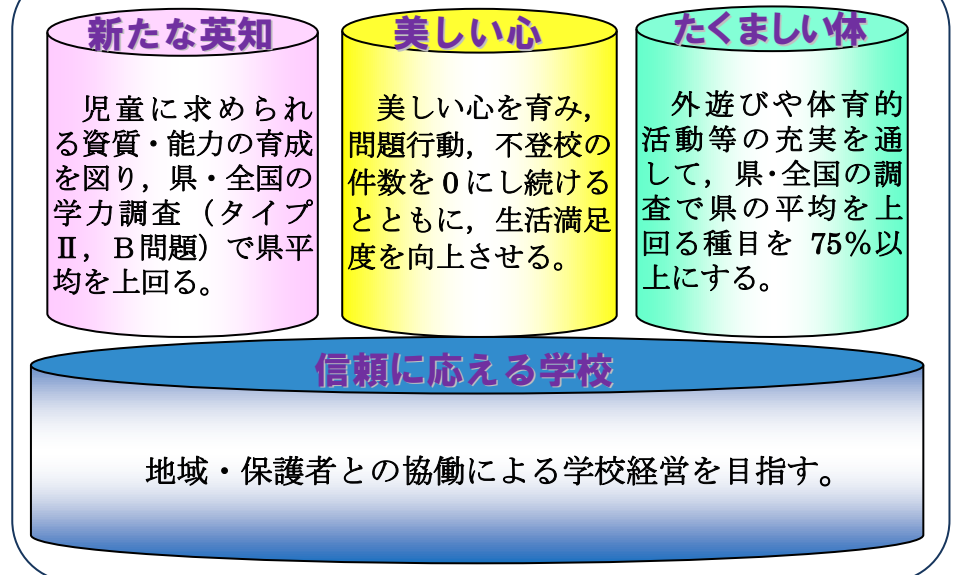 新たな英知
児童に求められ
る資質・能力の育成
を図り，県・全国の
学力調査（タイプ
Ⅱ，Ｂ問題）で県平
均を上回る。
美しい心
美しい心を育み，
問題行動，不登校の
件数を０にし続ける
とともに，生活満足
度を向上させる。
たくましい体
外遊びや体育的
活動等の充実を通
して，県・全国の調
査で県の平均を上
回る種目を 75％以
上にする。
信頼に応える学校
地域・保護者との協働による学校経営を目指す。